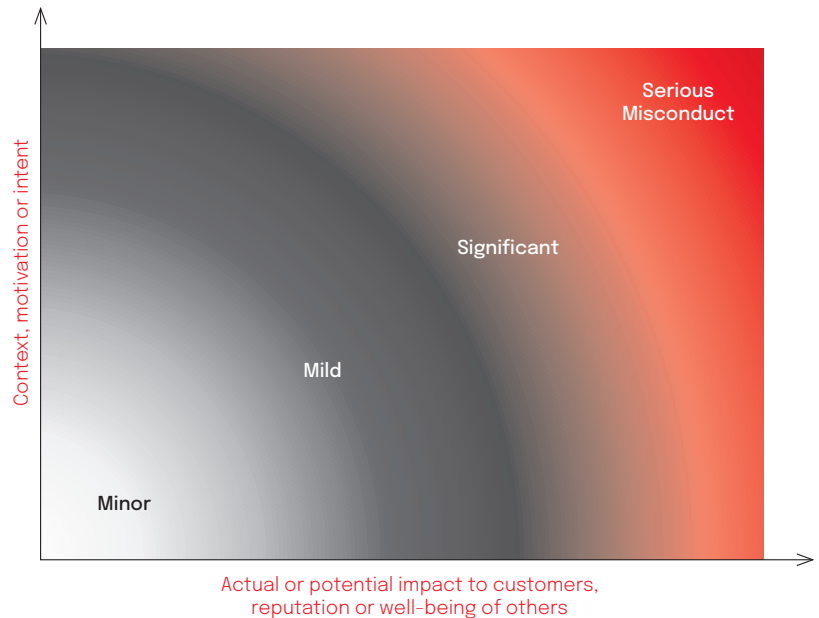 Serious
Misconduct
Significant
Mild
Minor
Context, motivation or intent
Actual or potential impact to customers,
reputation or well-being of others